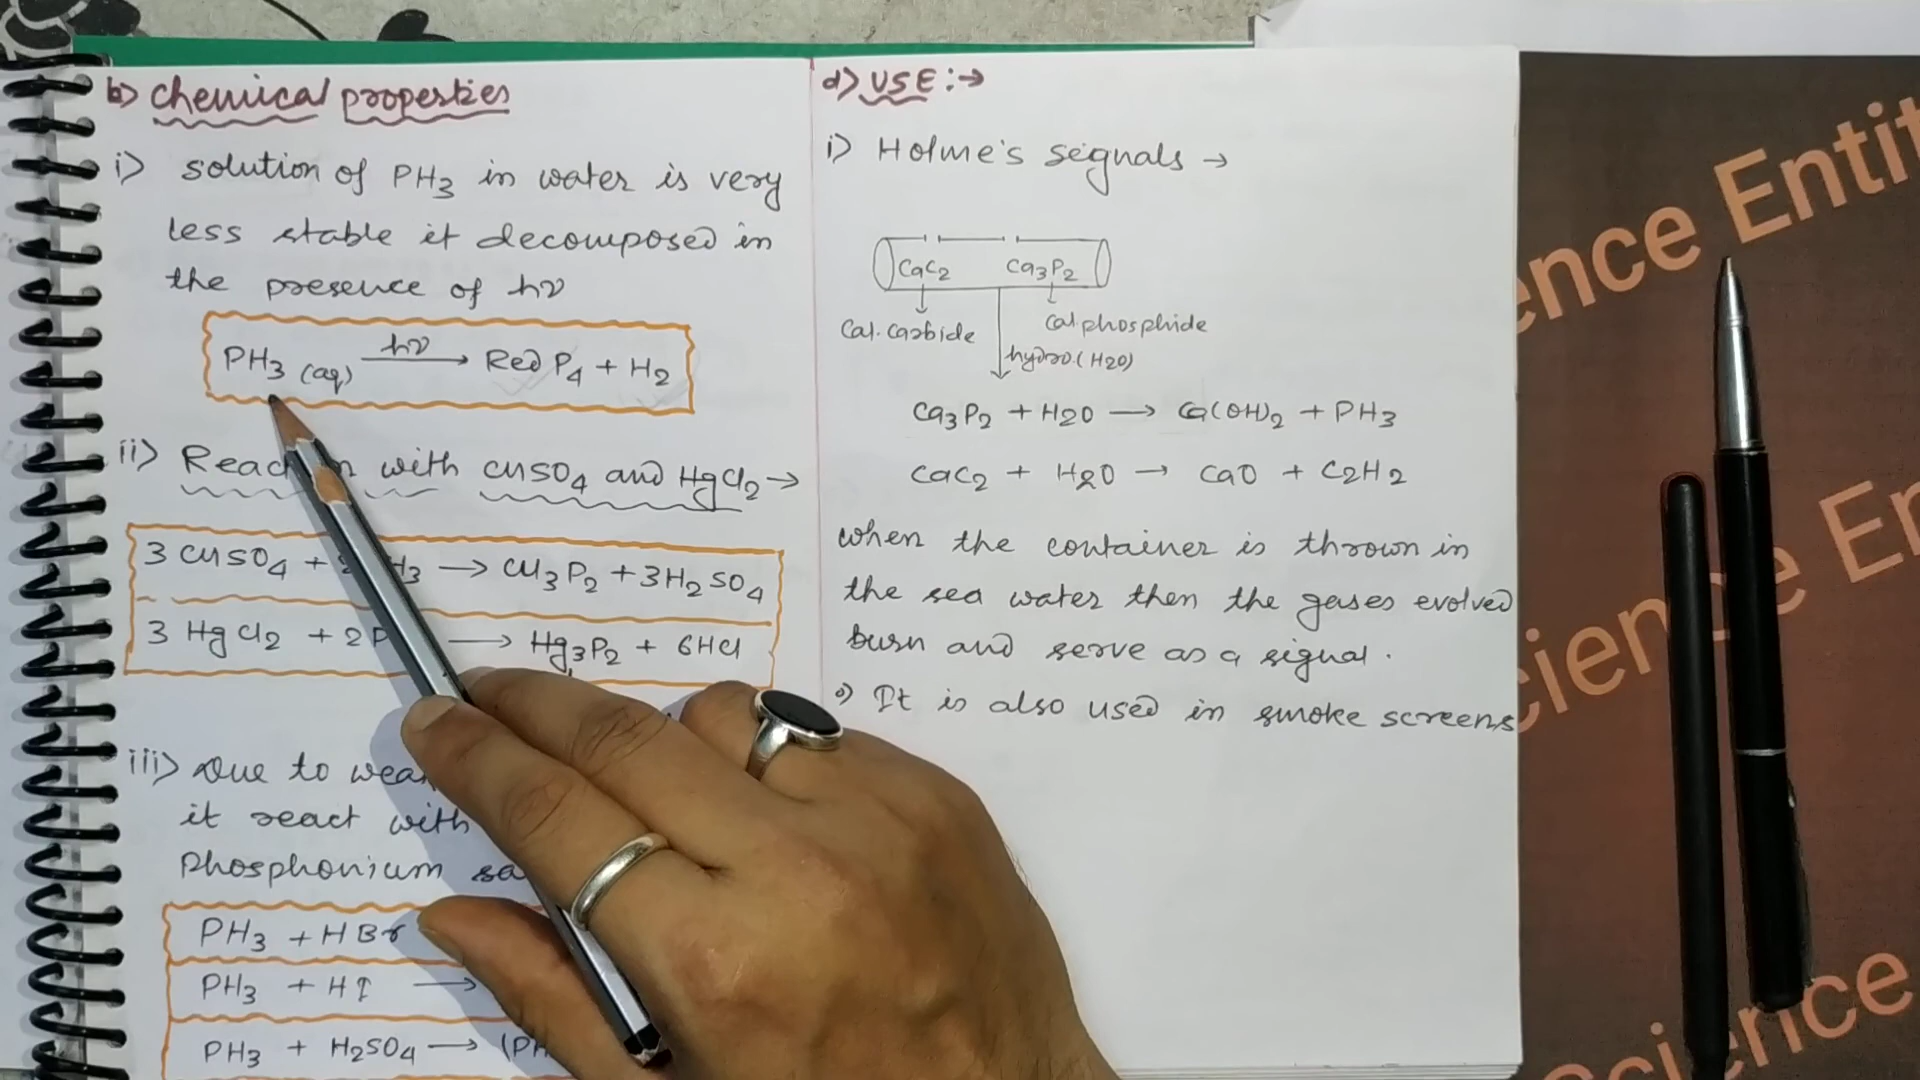 b) Chemical properties
i) solution of PH3 in water is very
less stable it decomposed in
the presence of hν
PH3 (aq) hν → Red P4 + H2
ii) with CuSO4 and HgCl2 →
3 CuSO4 + → Cu3P2 + 3H2SO4
3 HgCl2 + 2P → Hg3P2 + 6HCl
iii) Due to
it react with
Phosphonium
PH3 + HBr
PH3 + HI →
PH3 + H2SO4 → (PH
d) USE :→
i) Holme's signals →
CaC2 Ca3P2
Cal. Carbide
Cal phosphide
hydro. (H2O)
Ca3P2 + H2O → Ca(OH)2 + PH3
CaC2 + H2O → CaO + C2H2
when the container is thrown in
the sea water then the gases evolved
burn and serve as a signal.
It is also used in smoke screens
ence Entit
cience En
Science